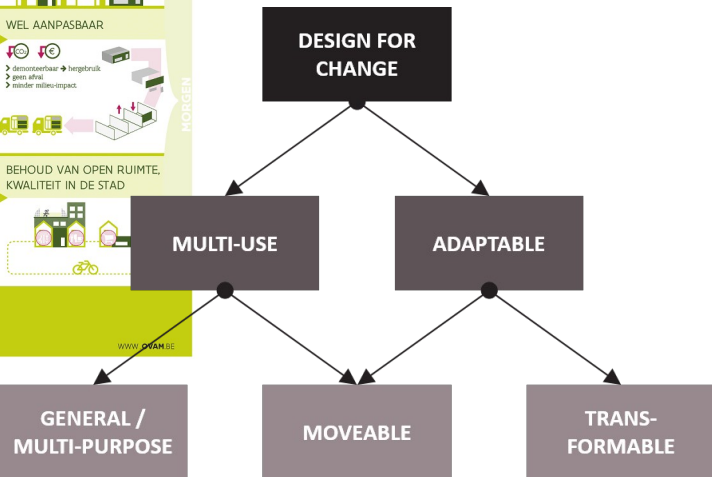 WEL AANPASBAAR
CO₂
€
demonteerbaar → hergebruik
geen afval
minder milieu-impact
MORGEN
BEHOUD VAN OPEN RUIMTE,
KWALITEIT IN DE STAD
WWW.OVAM.BE
DESIGN FOR
CHANGE
MULTI-USE
ADAPTABLE
GENERAL /
MULTI-PURPOSE
MOVEABLE
TRANS-
FORMABLE